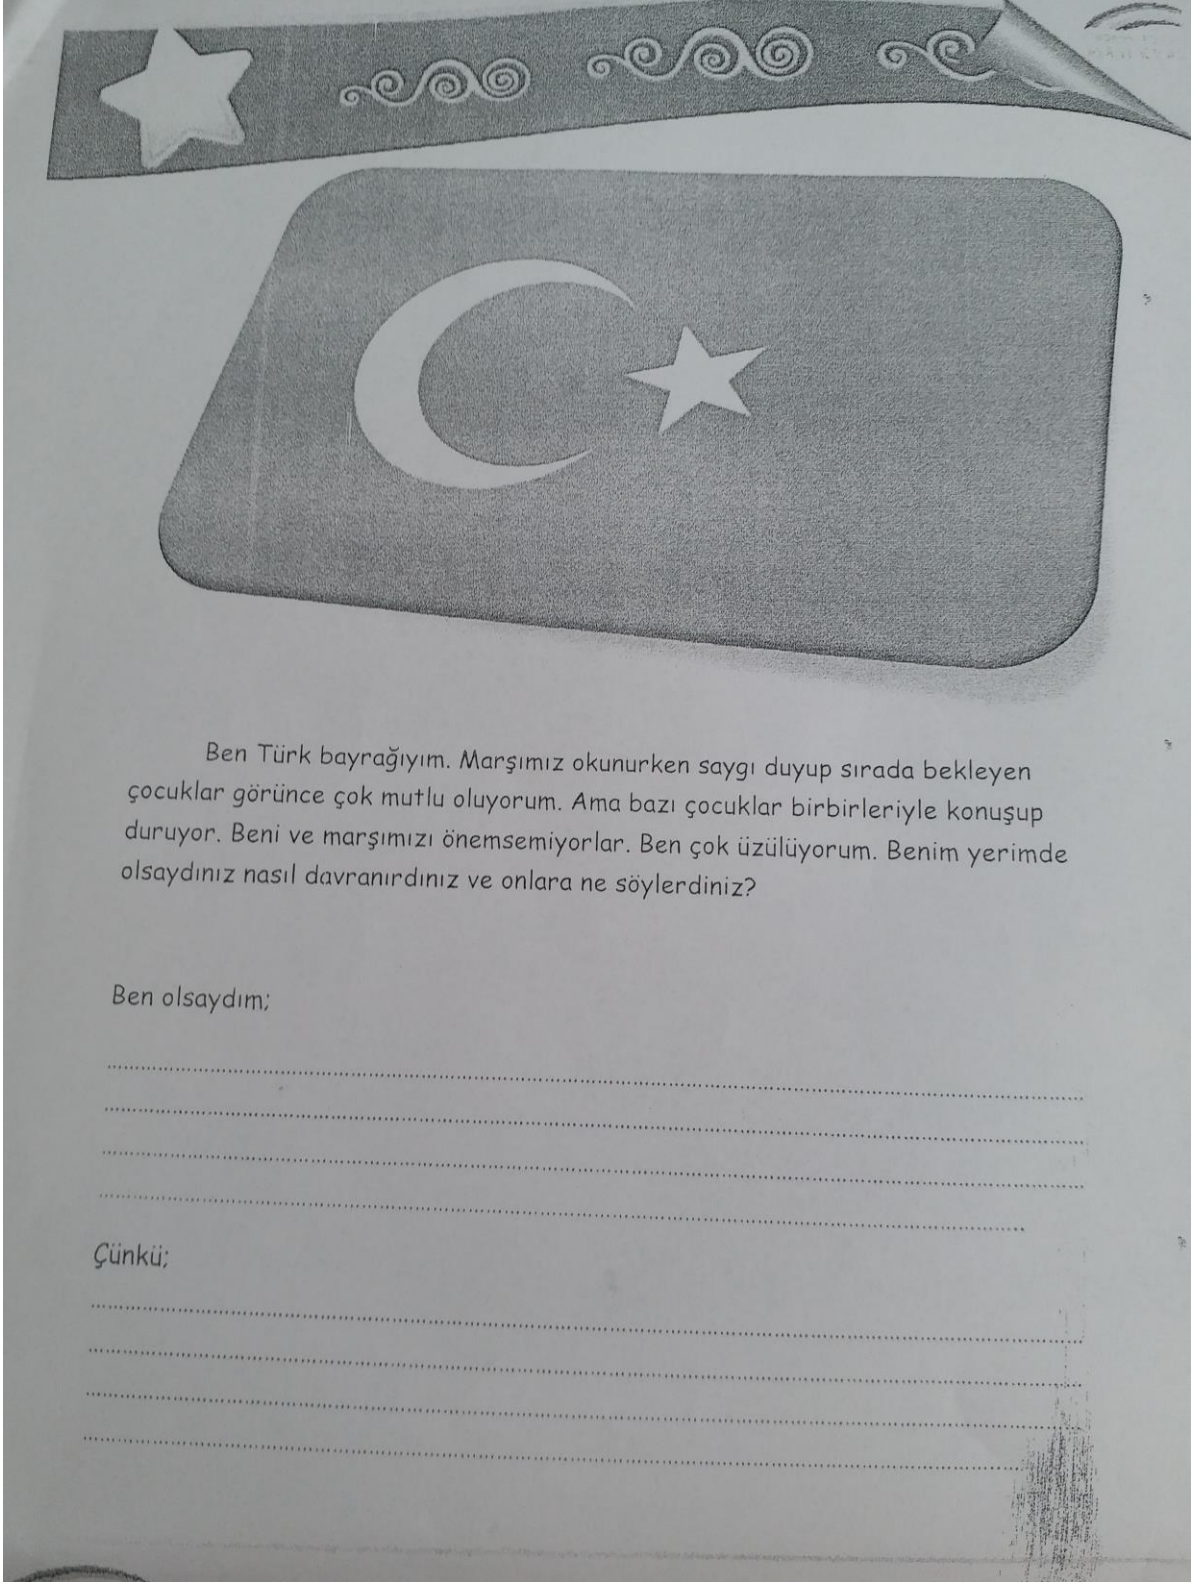 Ben Türk bayrağıyım. Marşımız okunurken saygı duyup sırada bekleyen
çocuklar görünce çok mutlu oluyorum. Ama bazı çocuklar birbirleriyle konuşup
duruyor. Beni ve marşımızı önemsemiyorlar. Ben çok üzülüyorum. Benim yerimde
olsaydınız nasıl davranırdınız ve onlara ne söylerdiniz?
Ben olsaydım;
Çünkü;